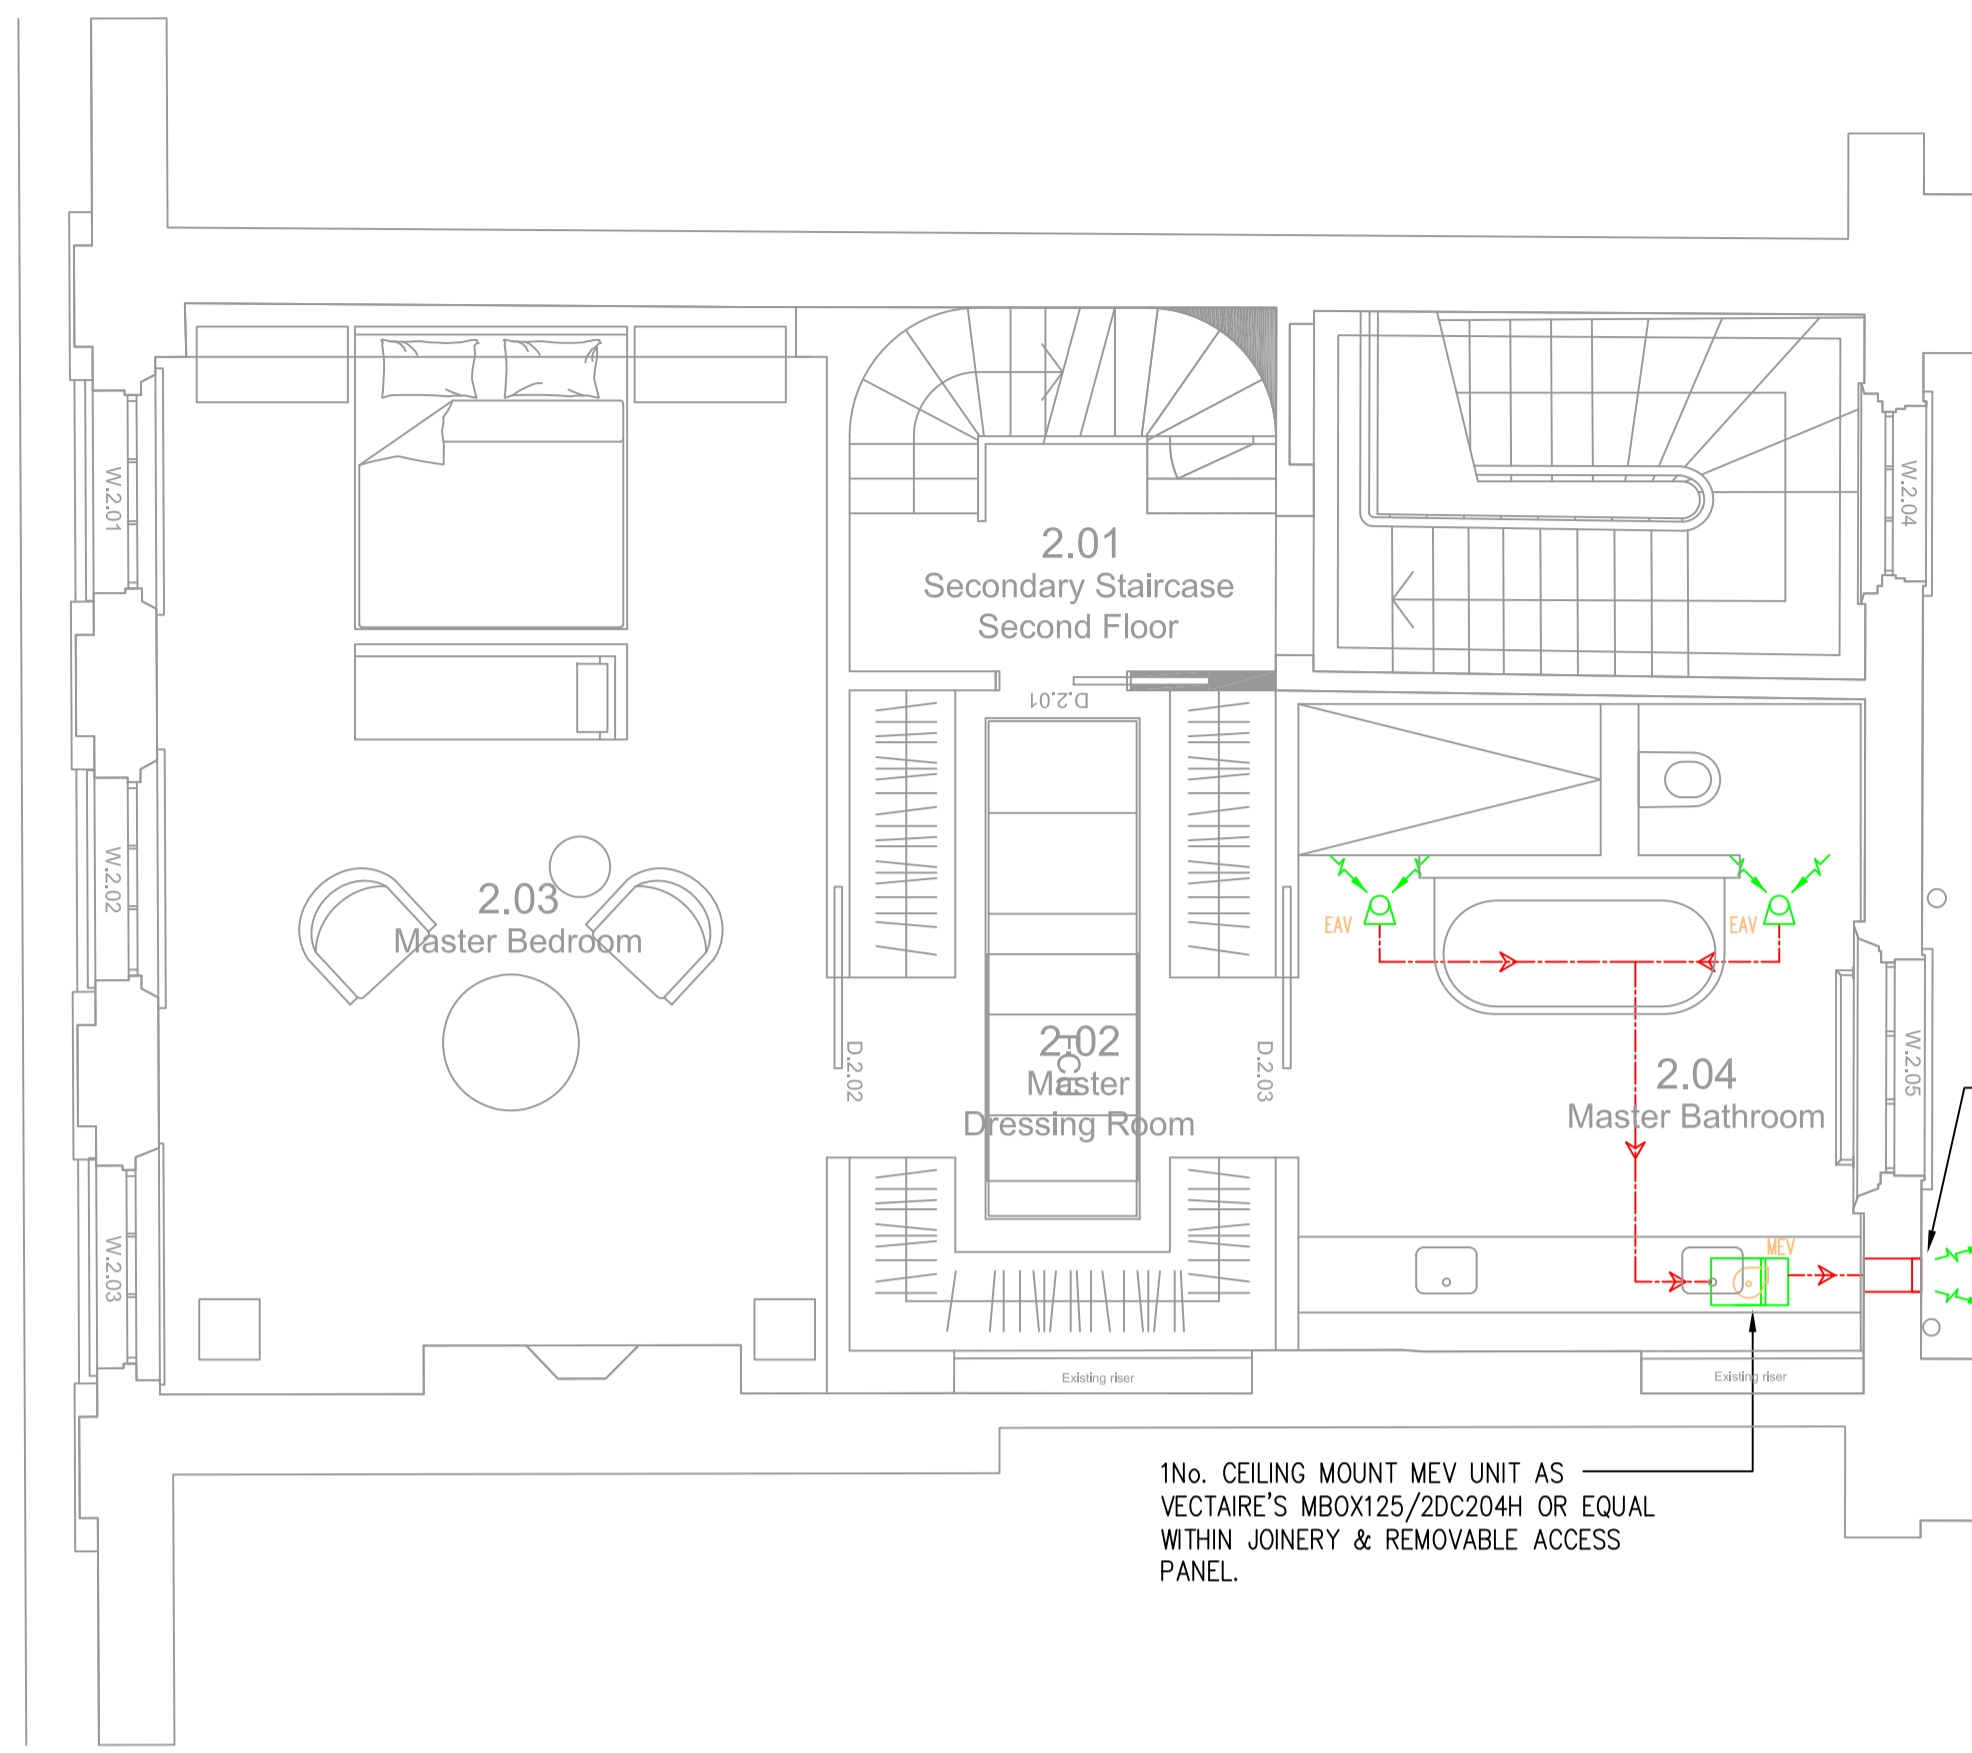 W.2.01
W.2.04
2.01
Secondary Staircase
Second Floor
D.2.01
W.2.02
2.03
Master Bedroom
EAV
EAV
2.02
Master
Dressing Room
D.2.02
D.2.03
2.04
Master Bathroom
W.2.05
W.2.03
MEV
Existing riser
Existing riser
1No. CEILING MOUNT MEV UNIT AS
VECTAIRE'S MBOX125/2DC204H OR EQUAL
WITHIN JOINERY & REMOVABLE ACCESS
PANEL.